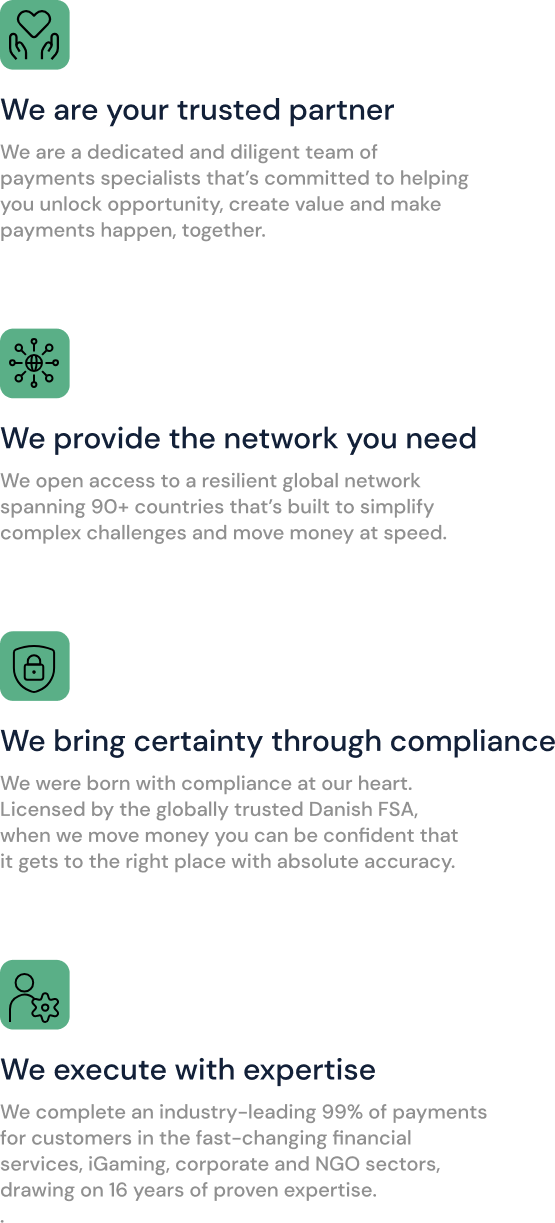 We are your trusted partner
We are a dedicated and diligent team of
payments specialists that’s committed to helping
you unlock opportunity, create value and make
payments happen, together.
We provide the network you need
We open access to a resilient global network
spanning 90+ countries that’s built to simplify
complex challenges and move money at speed.
We bring certainty through compliance
We were born with compliance at our heart.
Licensed by the globally trusted Danish FSA,
when we move money you can be confident that
it gets to the right place with absolute accuracy.
We execute with expertise
We complete an industry-leading 99% of payments
for customers in the fast-changing financial
services, iGaming, corporate and NGO sectors,
drawing on 16 years of proven expertise.
.